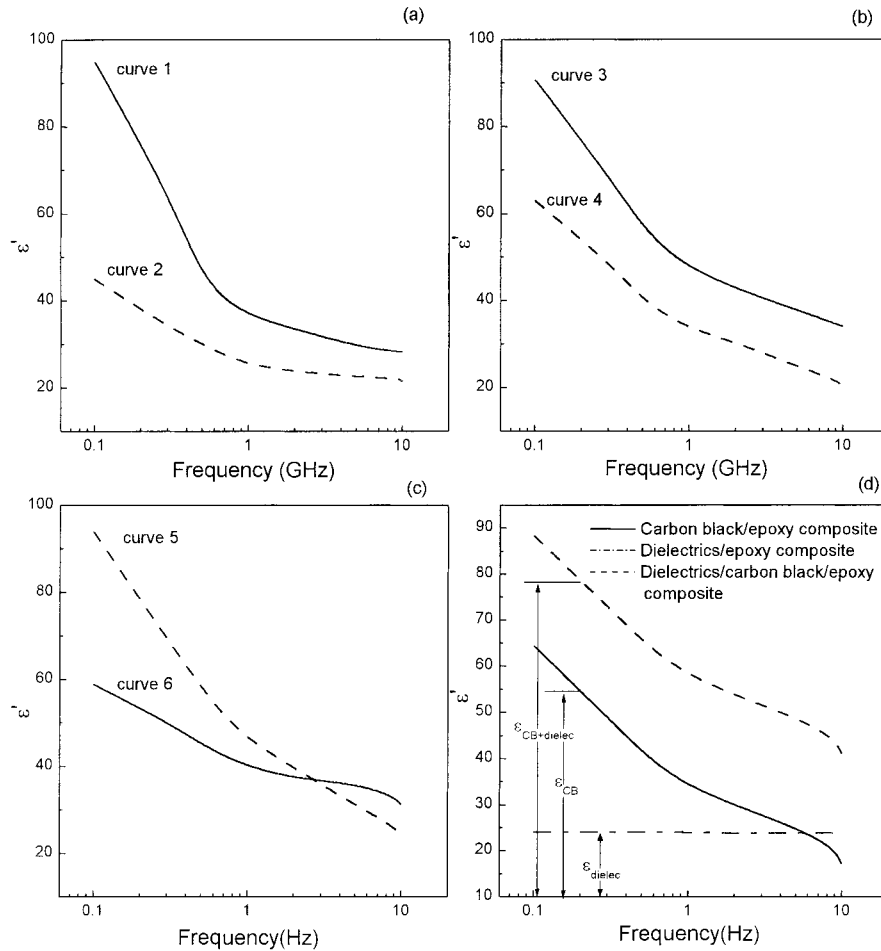 (a)
100
80
60
40
20
ε'
curve 1
curve 2
0.1
1
10
Frequency (GHz)
(b)
100
80
60
40
20
ε'
curve 3
curve 4
0.1
1
10
Frequency (GHz)
(c)
100
80
60
40
20
ε'
curve 5
curve 6
0.1
1
10
Frequency(Hz)
(d)
90
80
70
60
50
40
30
20
10
ε'
Carbon black/epoxy composite
Dielectrics/epoxy composite
Dielectrics/carbon black/epoxy
composite
εCB+dielec
εCB
εdielec
0.1
1
10
Frequency(Hz)